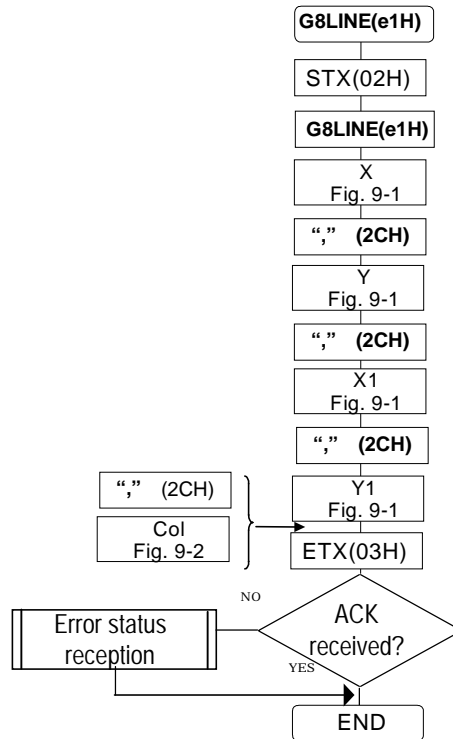 G8LINE(e1H)
STX(02H)
G8LINE(e1H)
X
Fig. 9-1
“,” (2CH)
Y
Fig. 9-1
“,” (2CH)
X1
Fig. 9-1
“,” (2CH)
“,” (2CH)
Col
Fig. 9-2
Y1
Fig. 9-1
ETX(03H)
NO
ACK
received?
Error status
reception
YES
END